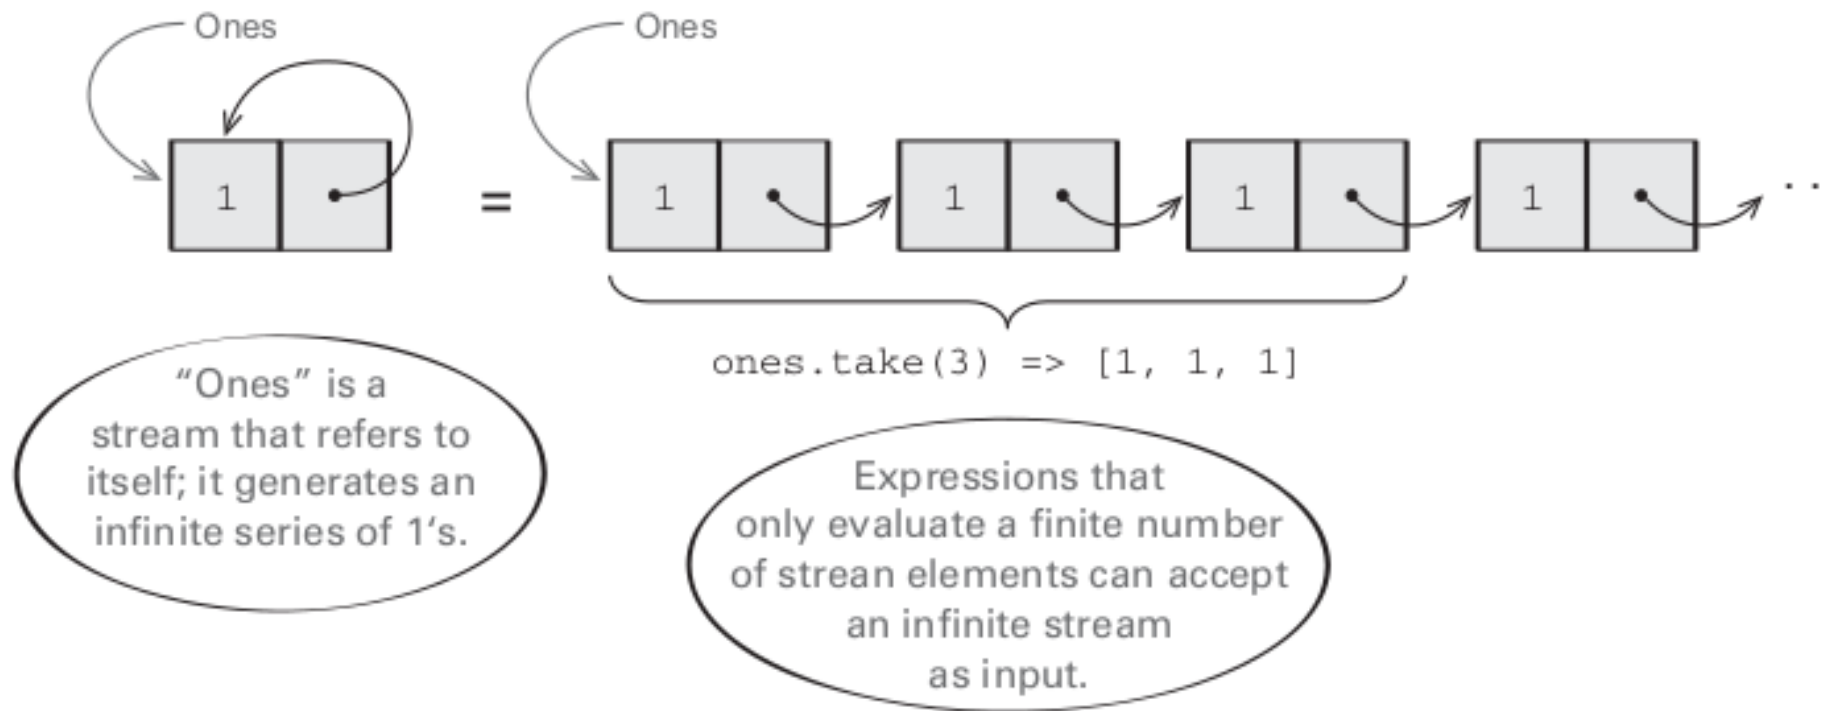 Ones
Ones
1
=
1
1
1
1
..
ones.take(3) => [1, 1, 1]
“Ones” is a
stream that refers to
itself; it generates an
infinite series of 1‘s.
Expressions that
only evaluate a finite number
of strean elements can accept
an infinite stream
as input.